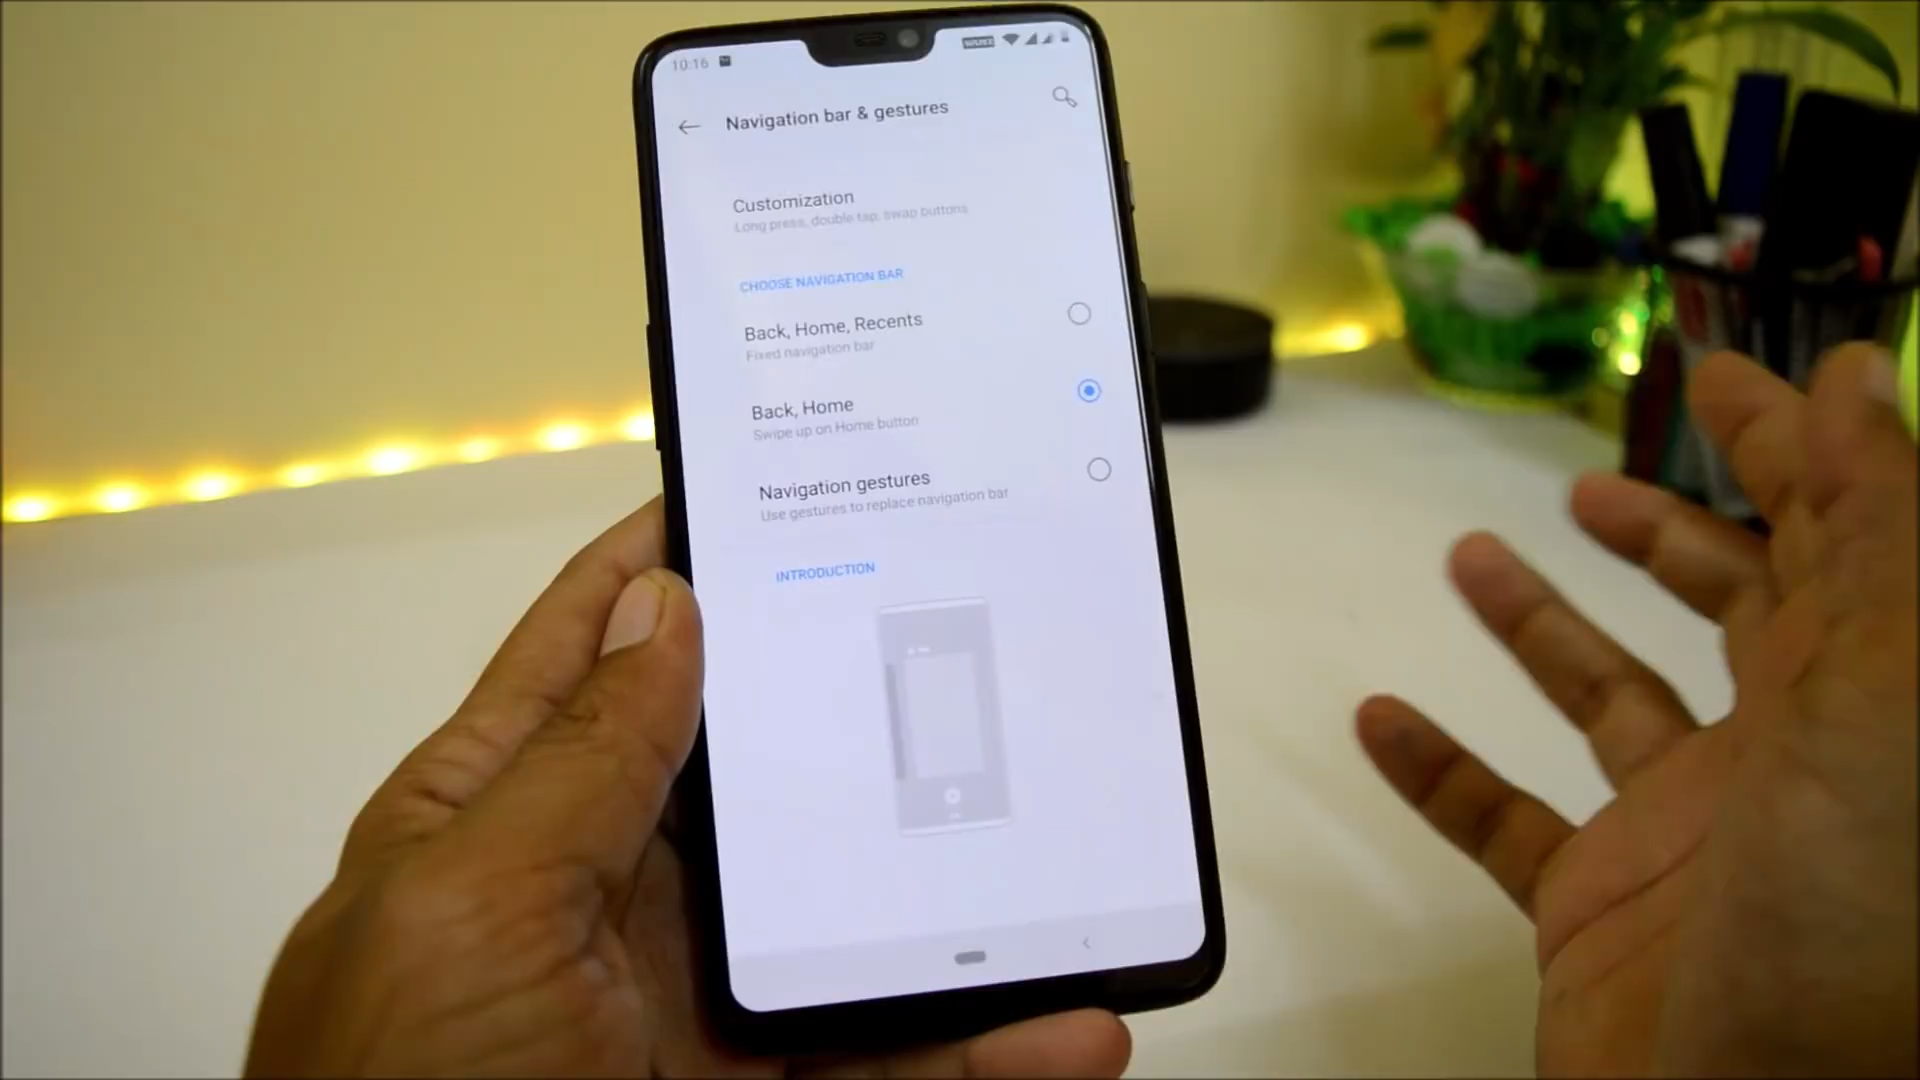 10:16
Navigation bar & gestures
Customization
Long press, double tap, swap buttons
CHOOSE NAVIGATION BAR
Back, Home, Recents
Fixed navigation bar
Back, Home
Swipe up on Home button
Navigation gestures
Use gestures to replace navigation bar
INTRODUCTION